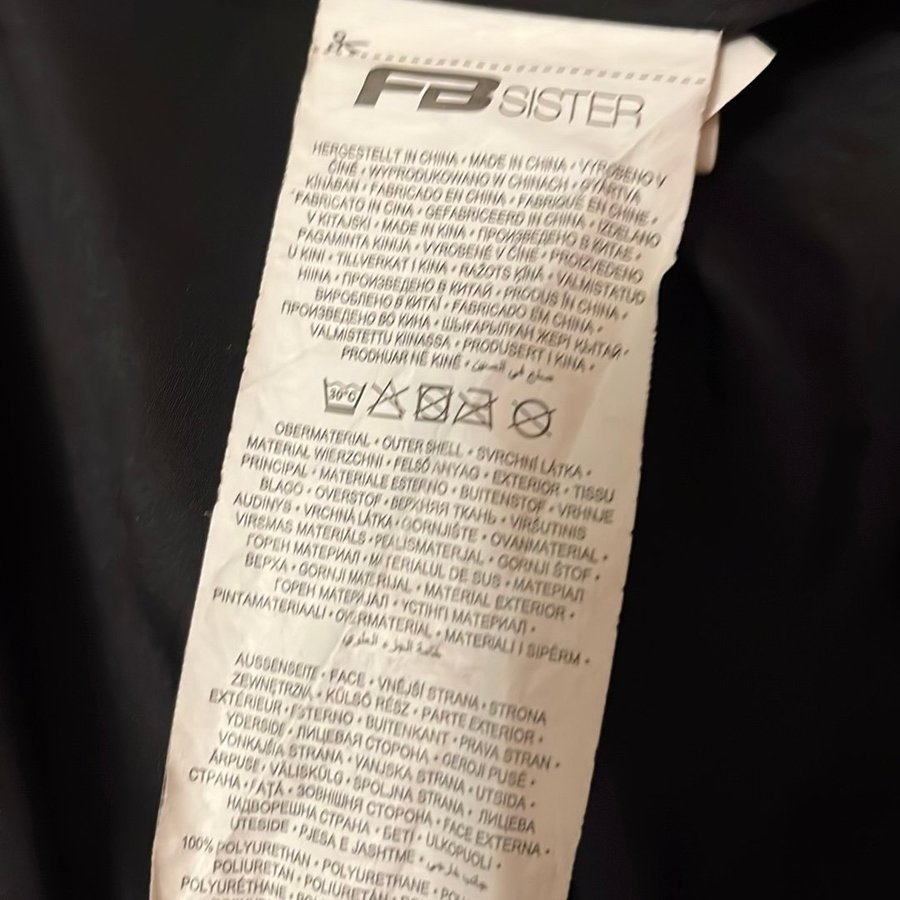 FB SISTER
HERGESTELLT IN CHINA • MADE IN CHINA • VYROBENO V
ČÍNĚ • WYPRODUKOWANO W CHINACH • GYÁRTVA
KÍNÁBAN • FABRICADO EN CHINA • FABRIQUÉ EN CHINE •
FABRICATO IN CINA • GEFABRICEERD IN CHINA • IZDELANO
V KITAJSKI • MADE IN KINA • ПРОИЗВЕДЕНО В КИТАЕ •
PAGAMINTA KINIJA • VYROBENÉ V ČÍNE • PROIZVEDENO
U KINI • TILLVERKAT I KINA • RAŽOTS ĶĪNĀ • VALMISTATUD
HIINA • ПРОИЗВЕДЕНО В КИТАЙ • PRODUS ÎN CHINA •
ВИРОБЛЕНО В КИТАЇ • FABRICADO EM CHINA •
ПРОИЗВЕДЕНО ВО КИНА • ШЫҒАРЫЛҒАН ЖЕРІ ҚЫТАЙ •
VALMISTETTU KIINASSA • PRODUSERT I KINA •
PRODHUAR NË KINË • صنع في الصين
30°C
OBERMATERIAL • OUTER SHELL • SVRCHNÍ LÁTKA •
MATERIAŁ WIERZCHNI • FELSŐ ANYAG • EXTERIOR • TISSU
PRINCIPAL • MATERIALE ESTERNO • BUITENSTOF • VRHNJE
BLAGO • OVERSTOF • ВЕРХНЯЯ ТКАНЬ • VIRŠUTINIS
AUDINYS • VRCHNÁ LÁTKA • GORNJIŠTE • OVANMATERIAL •
VIRSMAS MATERIĀLS • PEALISMATERJAL • GORNJI ŠTOF •
ГОРЕН МАТЕРИАЛ • MATERIALUL DE SUS • МАТЕРІАЛ
ВЕРХА • GORNJI MATERIJAL • MATERIAL EXTERIOR •
ГОРЕН МАТЕРИЈАЛ • ҮСТІҢГІ МАТЕРИАЛ •
PINTAMATERIAALI • OVERMATERIAL • MATERIALI I SIPËRM •
AUSSENSEITE • FACE • VNĚJŠÍ STRANA • STRONA
ZEWNĘTRZNA • KÜLSŐ RÉSZ • PARTE EXTERIOR •
EXTÉRIEUR • ESTERNO • BUITENKANT • PRAVA STRAN •
YDERSIDE • ЛИЦЕВАЯ СТОРОНА • GEROJI PUSĖ •
VONKAJŠIA STRANA • VANJSKA STRANA • UTSIDA •
ĀRPUSE • VÄLISKÜLG • SPOLJNA STRANA • ЛИЦЕВА
СТРАНА • FAȚĂ • ЗОВНІШНЯ СТОРОНА • FACE EXTERNA •
НАДВОРЕШНА СТРАНА • БЕТІ • ULKOPUOLI •
UTESIDE • PJESA E JASHTME • جانب خارجي
100% POLYURETHAN • POLYURETHANE •
POLIURETÁN • POLIURETAN •
POLYURÉTHANE •